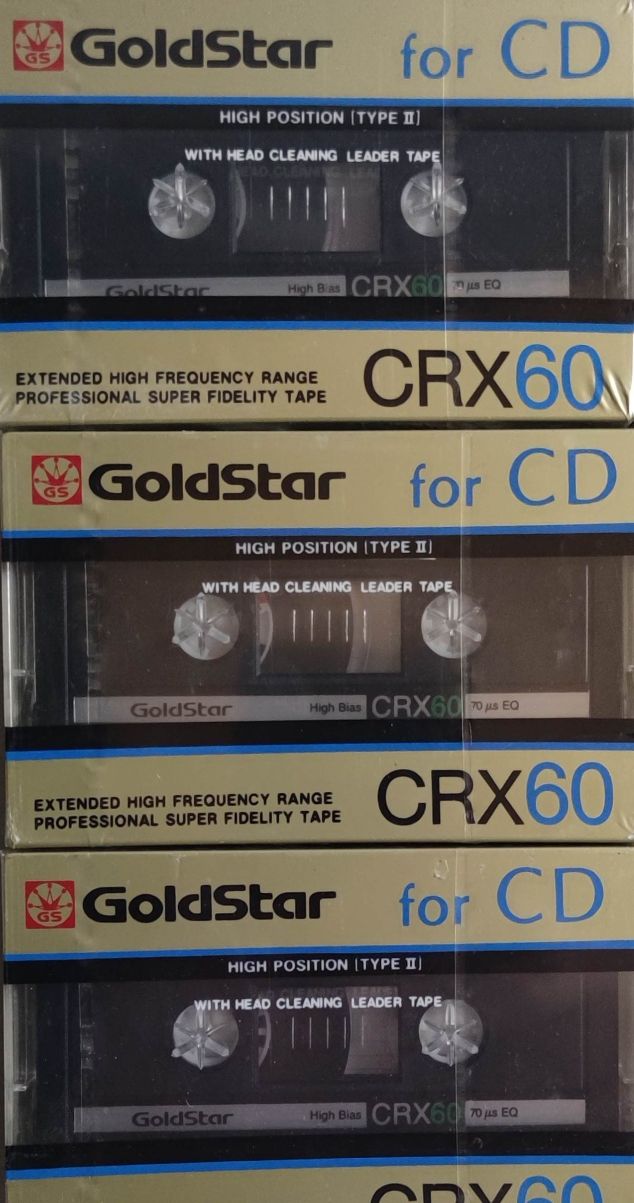 GS GoldStar for CD
HIGH POSITION [TYPE II]
WITH HEAD CLEANING LEADER TAPE
GoldStar High Bias CRX60 70 µs EQ
EXTENDED HIGH FREQUENCY RANGE
PROFESSIONAL SUPER FIDELITY TAPE
CRX60
GS GoldStar for CD
HIGH POSITION [TYPE II]
WITH HEAD CLEANING LEADER TAPE
GoldStar High Bias CRX60 70 µs EQ
EXTENDED HIGH FREQUENCY RANGE
PROFESSIONAL SUPER FIDELITY TAPE
CRX60
GS GoldStar for CD
HIGH POSITION [TYPE II]
WITH HEAD CLEANING LEADER TAPE
GoldStar High Bias CRX60 70 µs EQ
CRX60